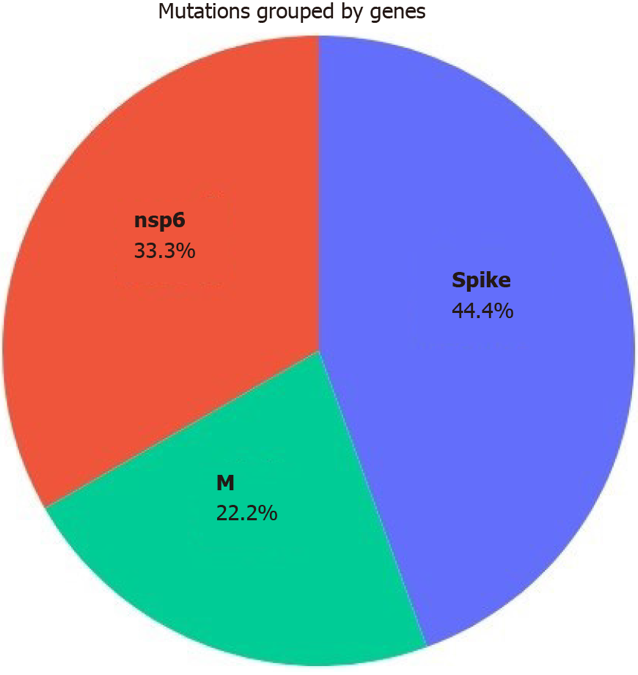 Mutations grouped by genes
nsp6
33.3%
Spike
44.4%
M
22.2%